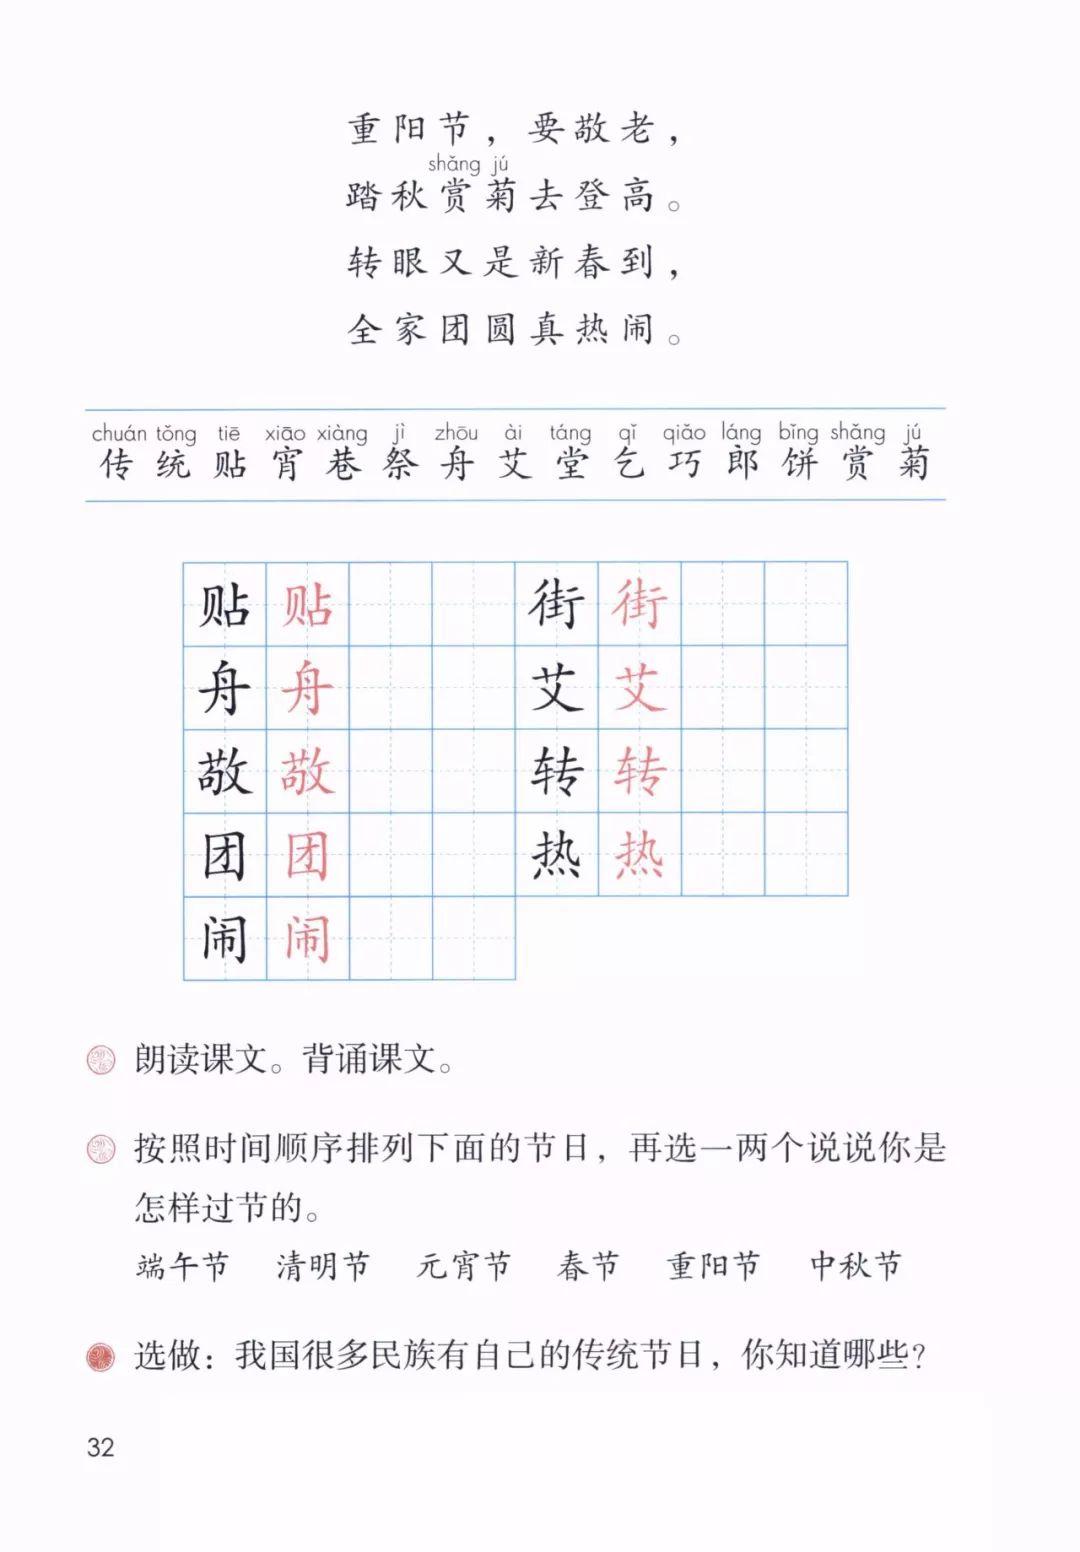 重阳节，要敬老，
shǎng jú
踏秋赏菊去登高。
转眼又是新春到，
全家团圆真热闹。
chuán tǒng tiē xiāo xiàng jì zhōu ài táng qǐ qiǎo láng bǐng shǎng jú
传 统 贴 宵 巷 祭 舟 艾 堂 乞 巧 郎 饼 赏 菊
贴 贴 街 街
舟 舟 艾 艾
敬 敬 转 转
团 团 热 热
闹 闹
朗读课文。背诵课文。
按照时间顺序排列下面的节日，再选一两个说说你是
怎样过节的。
端午节 清明节 元宵节 春节 重阳节 中秋节
选做：我国很多民族有自己的传统节日，你知道哪些？
32